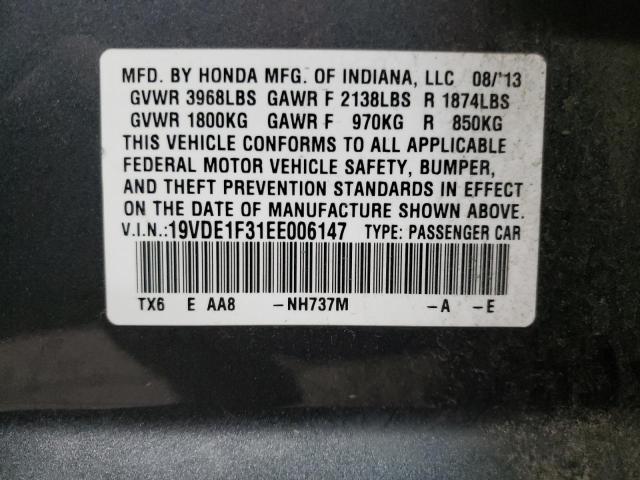 MFD. BY HONDA MFG. OF INDIANA, LLC 08/'13
GVWR 3968LBS GAWR F 2138LBS R 1874LBS
GVWR 1800KG GAWR F 970KG R 850KG
THIS VEHICLE CONFORMS TO ALL APPLICABLE
FEDERAL MOTOR VEHICLE SAFETY, BUMPER,
AND THEFT PREVENTION STANDARDS IN EFFECT
ON THE DATE OF MANUFACTURE SHOWN ABOVE.
V.I.N.:19VDE1F31EE006147 TYPE: PASSENGER CAR
TX6 E AA8 -NH737M -A -E